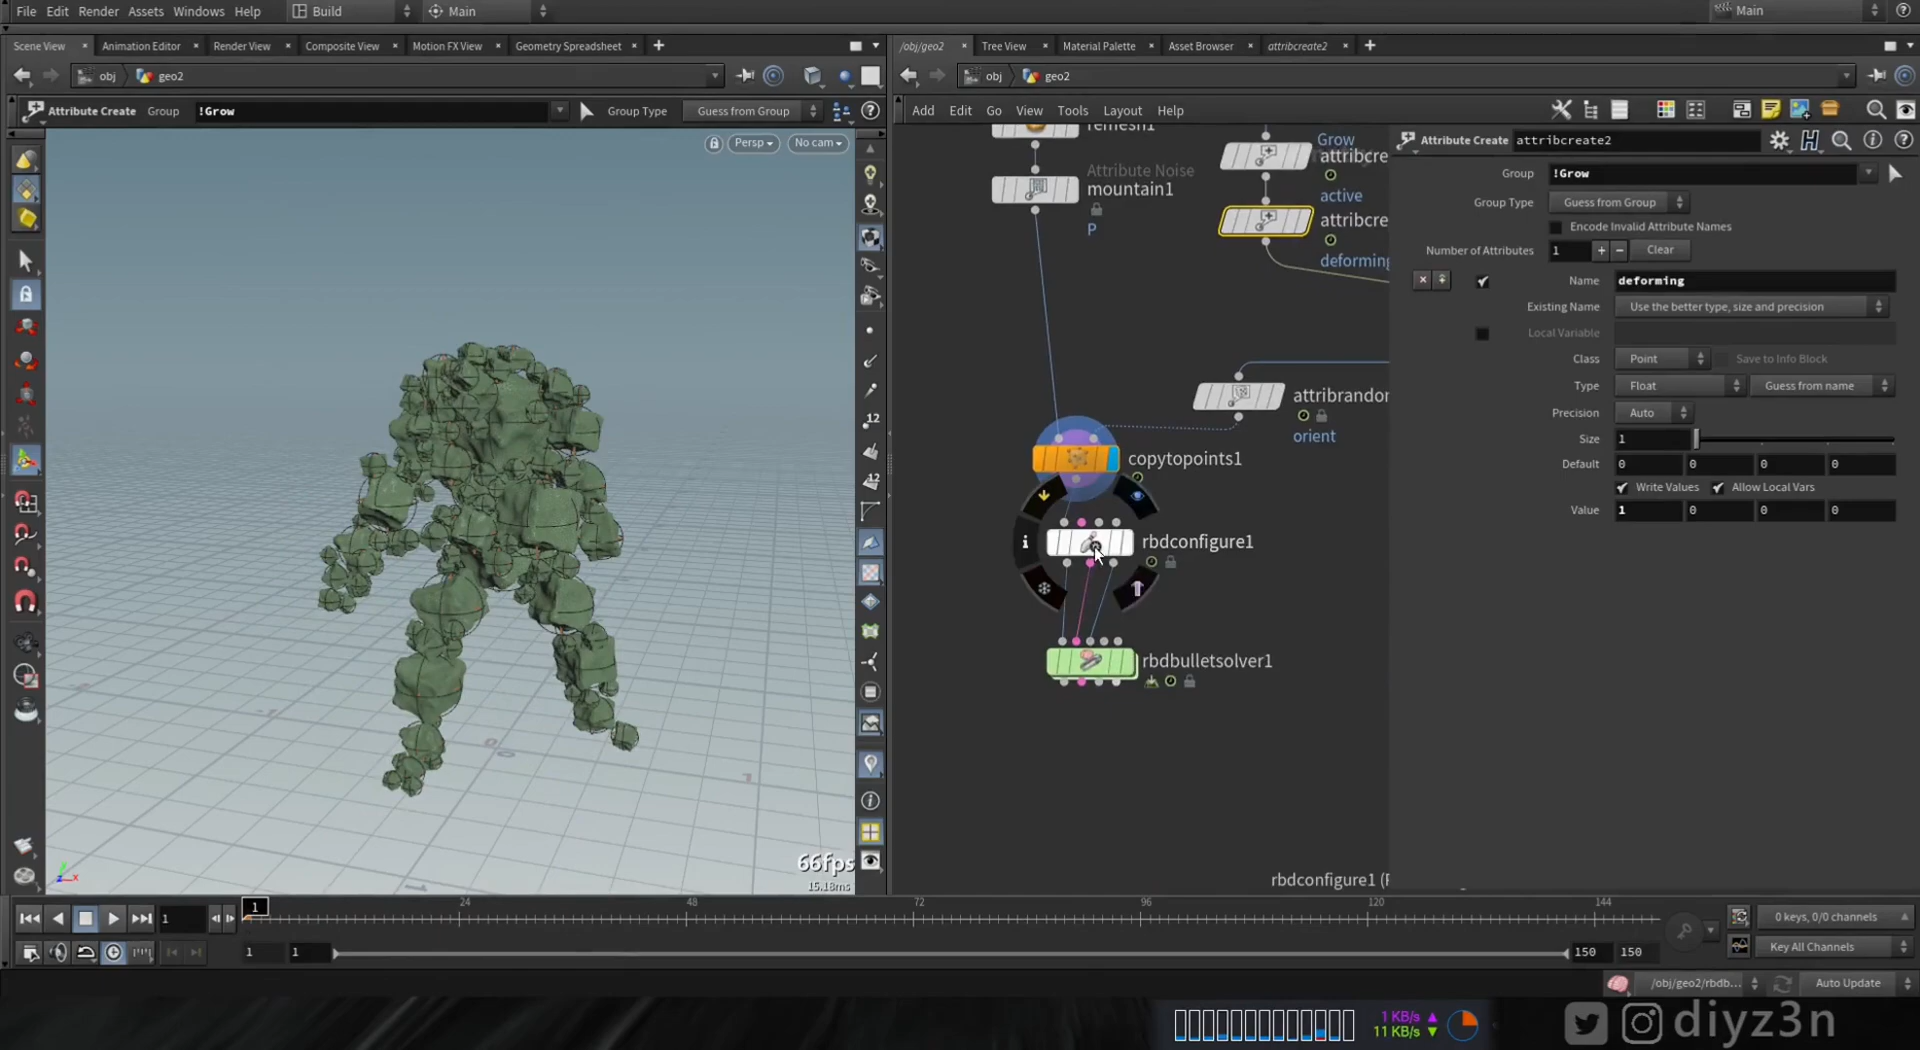 File Edit Render Assets Windows Help Build Main Main
Scene View Animation Editor Render View Composite View Motion FX View Geometry Spreadsheet
/obj/geo2 Tree View Material Palette Asset Browser attribcreate2
obj geo2
obj geo2
Attribute Create Group !Grow Group Type Guess from Group
Add Edit Go View Tools Layout Help
Persp No cam
66fps
15.18ms
12
12
remesh1
Attribute Noise
mountain1
P
Grow
attribcre
active
attribcre
deforming
attribrandor
orient
copytopoints1
rbdconfigure1
rbdbulletsolver1
rbdconfigure1 (F
Attribute Create attribcreate2
Group !Grow
Group Type Guess from Group
Encode Invalid Attribute Names
Number of Attributes 1 + − Clear
Name deforming
Existing Name Use the better type, size and precision
Local Variable
Class Point Save to Info Block
Type Float Guess from name
Precision Auto
Size 1
Default 0 0 0 0
Write Values Allow Local Vars
Value 1 0 0 0
1 1 24 48 72 96 120 144
0 keys, 0/0 channels
1 1 150 150
Key All Channels
/obj/geo2/rbdb... Auto Update
1 KB/s
11 KB/s
diyz3n